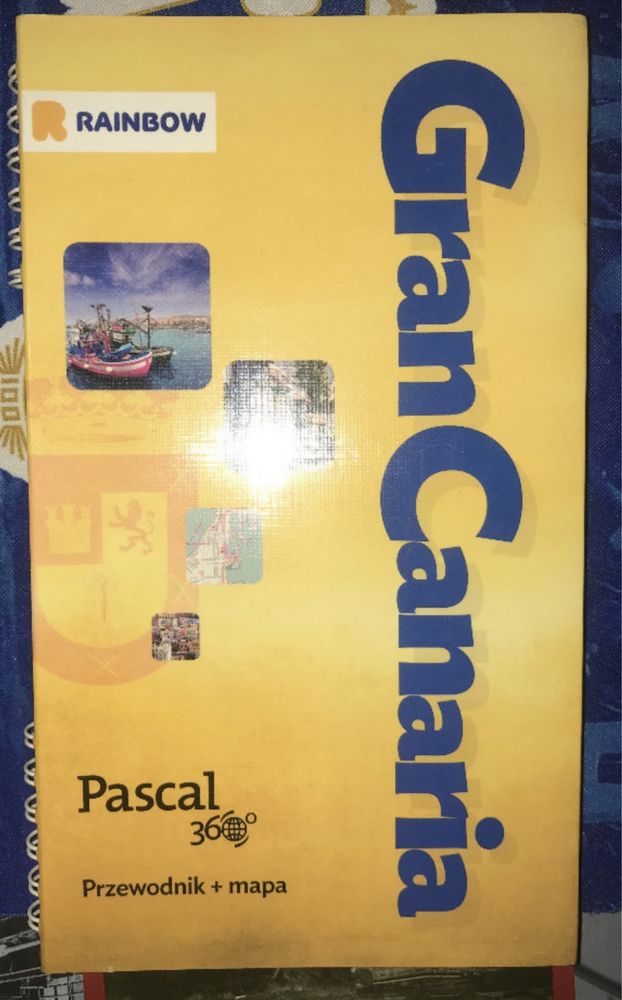 RAINBOW
Gran Canaria
Pascal
360°
Przewodnik + mapa